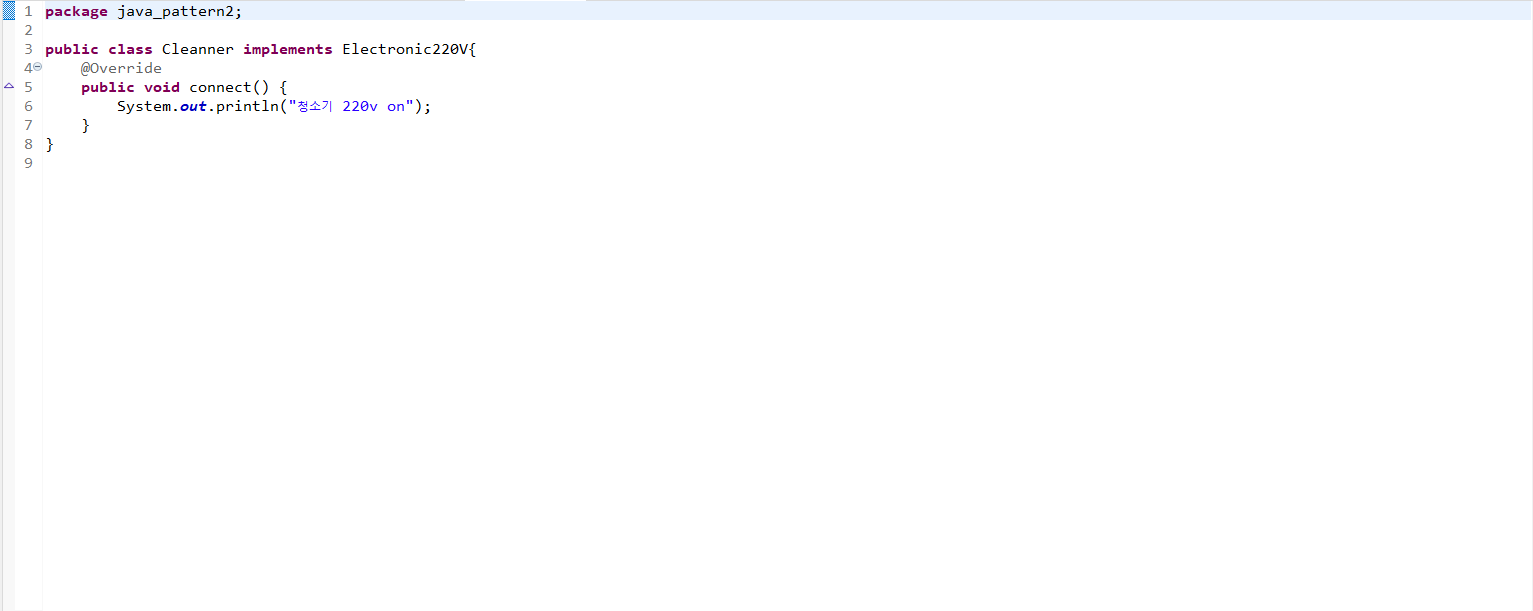 1 package java_pattern2;
2
3 public class Cleanner implements Electronic220V{
4 @Override
5 public void connect() {
6 System.out.println("청소기 220v on");
7 }
8 }
9